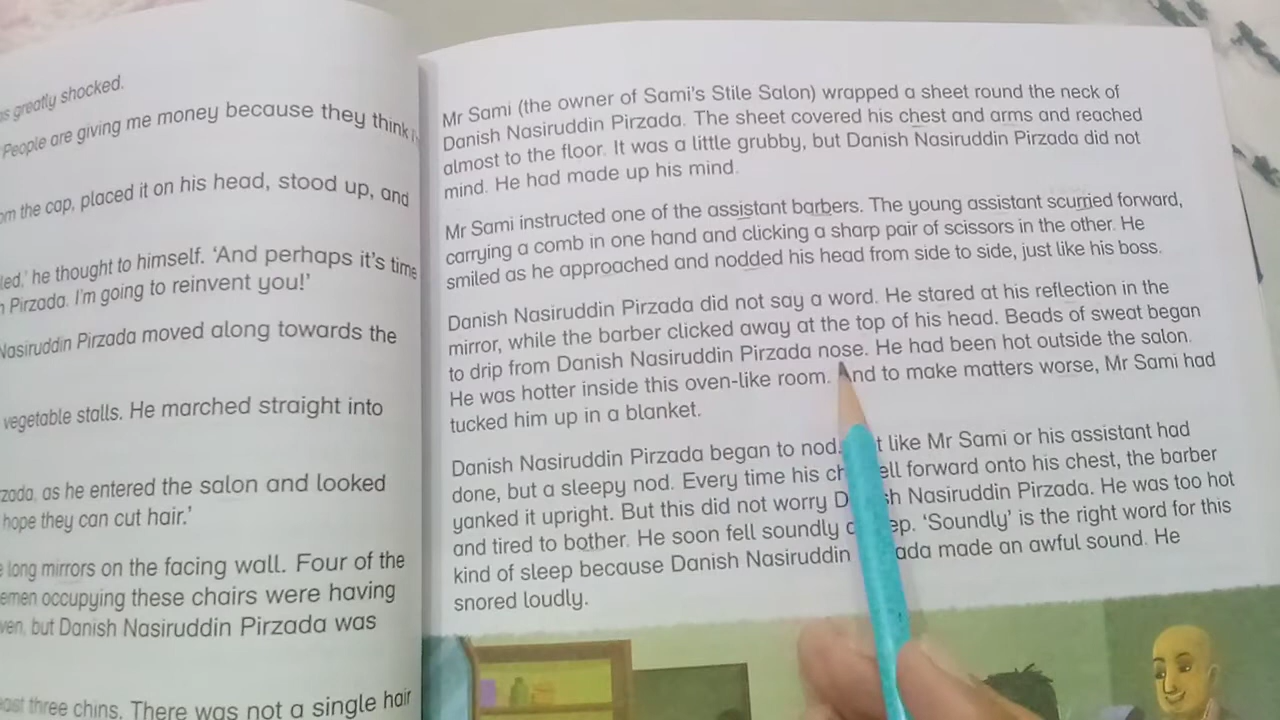 s greatly shocked.
People are giving me money because they think
om the cap, placed it on his head, stood up, and
led,' he thought to himself. 'And perhaps it's time
Pirzada. I'm going to reinvent you!'
Nasiruddin Pirzada moved along towards the
vegetable stalls. He marched straight into
zada, as he entered the salon and looked
hope they can cut hair.'
long mirrors on the facing wall. Four of the
emen occupying these chairs were having
ven, but Danish Nasiruddin Pirzada was
three chins. There was not a single hair
Mr Sami (the owner of Sami's Stile Salon) wrapped a sheet round the neck of
Danish Nasiruddin Pirzada. The sheet covered his chest and arms and reached
almost to the floor. It was a little grubby, but Danish Nasiruddin Pirzada did not
mind. He had made up his mind.
Mr Sami instructed one of the assistant barbers. The young assistant scurried forward,
carrying a comb in one hand and clicking a sharp pair of scissors in the other. He
smiled as he approached and nodded his head from side to side, just like his boss.
Danish Nasiruddin Pirzada did not say a word. He stared at his reflection in the
mirror, while the barber clicked away at the top of his head. Beads of sweat began
to drip from Danish Nasiruddin Pirzada nose. He had been hot outside the salon.
He was hotter inside this oven-like room. And to make matters worse, Mr Sami had
tucked him up in a blanket.
Danish Nasiruddin Pirzada began to nod. t like Mr Sami or his assistant had
done, but a sleepy nod. Every time his ch ell forward onto his chest, the barber
yanked it upright. But this did not worry D sh Nasiruddin Pirzada. He was too hot
and tired to bother. He soon fell soundly a ep. 'Soundly' is the right word for this
kind of sleep because Danish Nasiruddin ada made an awful sound. He
snored loudly.